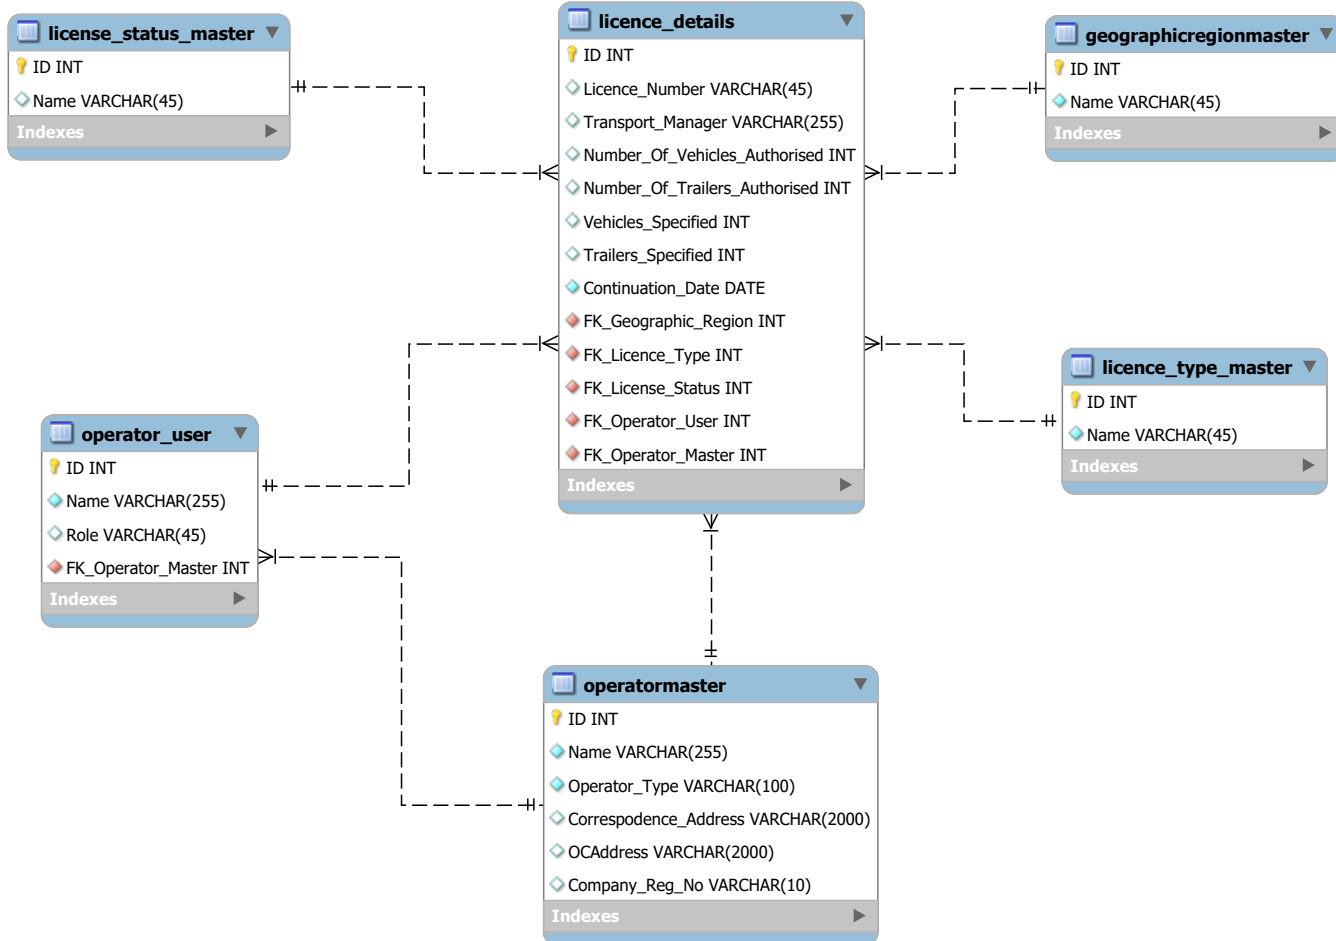 license_status_master
ID INT
Name VARCHAR(45)
Indexes
licence_details
ID INT
Licence_Number VARCHAR(45)
Transport_Manager VARCHAR(255)
Number_Of_Vehicles_Authorised INT
Number_Of_Trailers_Authorised INT
Vehicles_Specified INT
Trailers_Specified INT
Continuation_Date DATE
FK_Geographic_Region INT
FK_Licence_Type INT
FK_License_Status INT
FK_Operator_User INT
FK_Operator_Master INT
Indexes
geographicregionmaster
ID INT
Name VARCHAR(45)
Indexes
licence_type_master
ID INT
Name VARCHAR(45)
Indexes
operator_user
ID INT
Name VARCHAR(255)
Role VARCHAR(45)
FK_Operator_Master INT
Indexes
operatormaster
ID INT
Name VARCHAR(255)
Operator_Type VARCHAR(100)
Correspodence_Address VARCHAR(2000)
OCAddress VARCHAR(2000)
Company_Reg_No VARCHAR(10)
Indexes